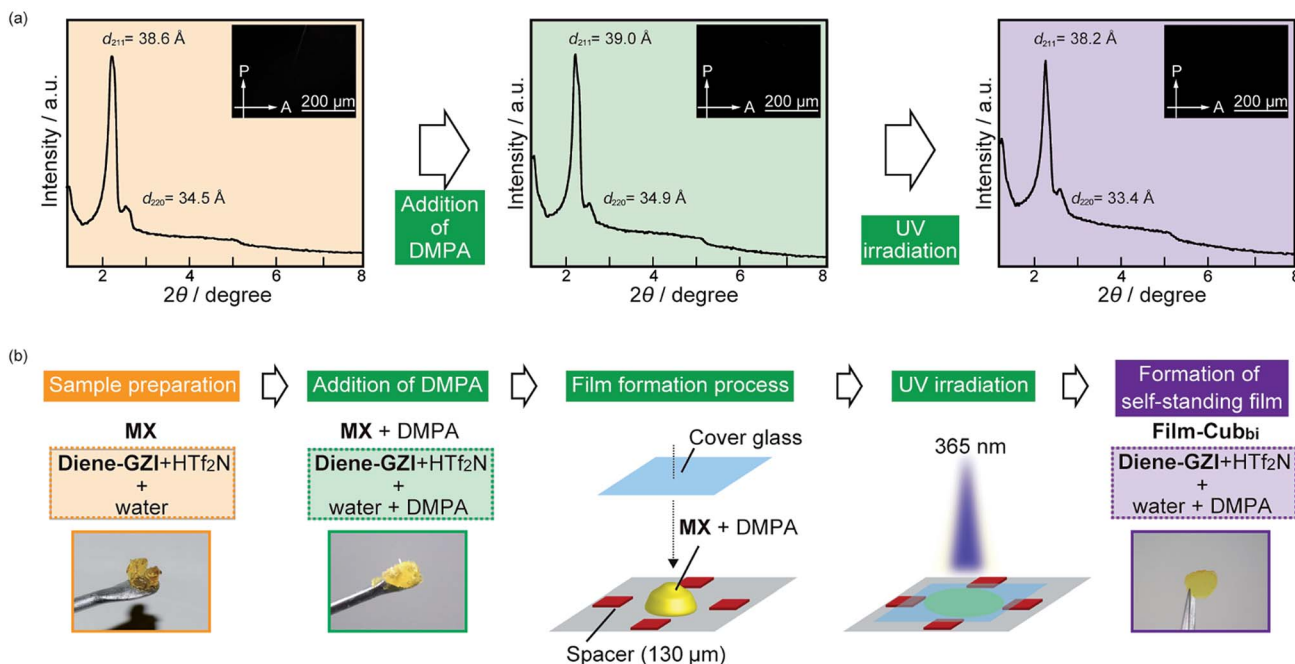 (a)
Intensity / a.u.
d211= 38.6 Å
d220= 34.5 Å
P
A
200 µm
2 4 6 8
2θ / degree
Addition
of
DMPA
Intensity / a.u.
d211= 39.0 Å
d220= 34.9 Å
P
A
200 µm
2 4 6 8
2θ / degree
UV
irradiation
Intensity / a.u.
d211= 38.2 Å
d220= 33.4 Å
P
A
200 µm
2 4 6 8
2θ / degree
(b)
Sample preparation
MX
Diene-GZI+HTf2N
+
water
Addition of DMPA
MX + DMPA
Diene-GZI+HTf2N
+
water + DMPA
Film formation process
Cover glass
MX + DMPA
Spacer (130 µm)
UV irradiation
365 nm
Formation of
self-standing film
Film-Cubbi
Diene-GZI+HTf2N
+
water + DMPA